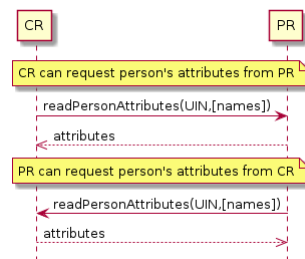 CR PR
CR can request person's attributes from PR
readPersonAttributes(UIN,[names])
attributes
PR can request person's attributes from CR
readPersonAttributes(UIN,[names])
attributes